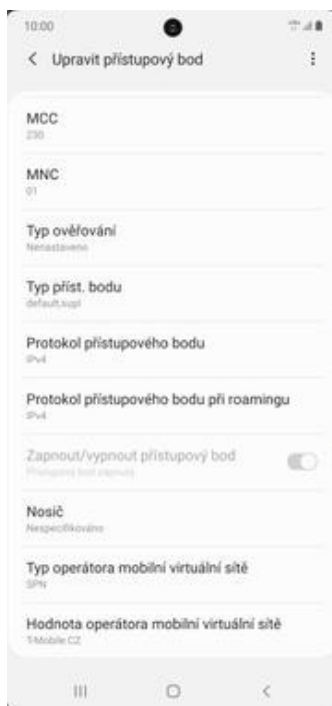 10:00
Upravit přístupový bod
MCC
230
MNC
01
Typ ověřování
Nenastaveno
Typ příst. bodu
default,supl
Protokol přístupového bodu
IPv4
Protokol přístupového bodu při roamingu
IPv4
Zapnout/vypnout přístupový bod
Přístupový bod zapnutý
Nosič
Nespecifikováno
Typ operátora mobilní virtuální sítě
SPN
Hodnota operátora mobilní virtuální sítě
T-Mobile CZ